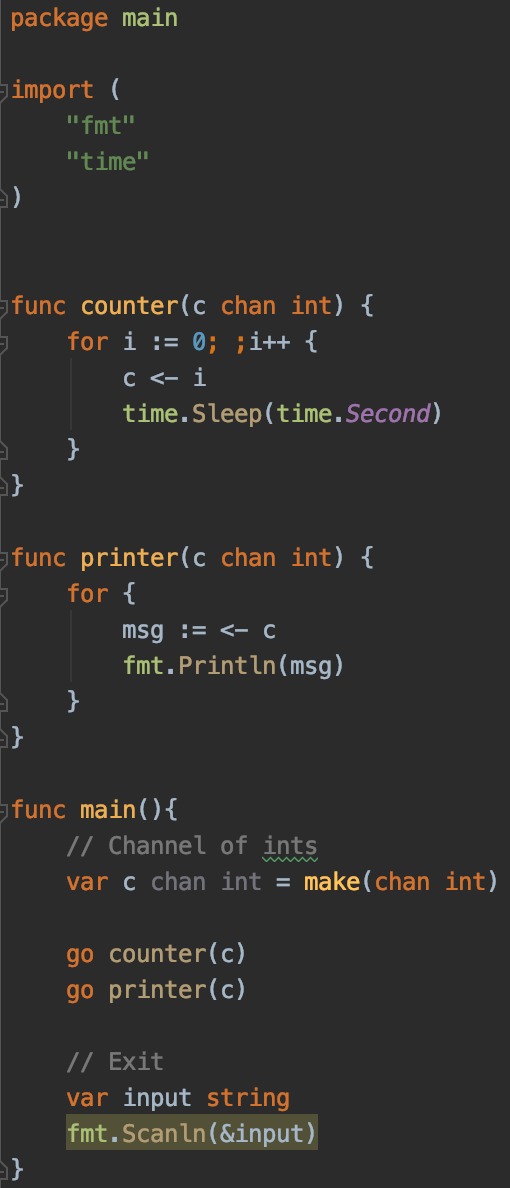 package main
import (
    "fmt"
    "time"
)
func counter(c chan int) {
    for i := 0; ;i++ {
        c <- i
        time.Sleep(time.Second)
    }
}
func printer(c chan int) {
    for {
        msg := <- c
        fmt.Println(msg)
    }
}
func main(){
    // Channel of ints
    var c chan int = make(chan int)
    go counter(c)
    go printer(c)
    // Exit
    var input string
    fmt.Scanln(&input)
}